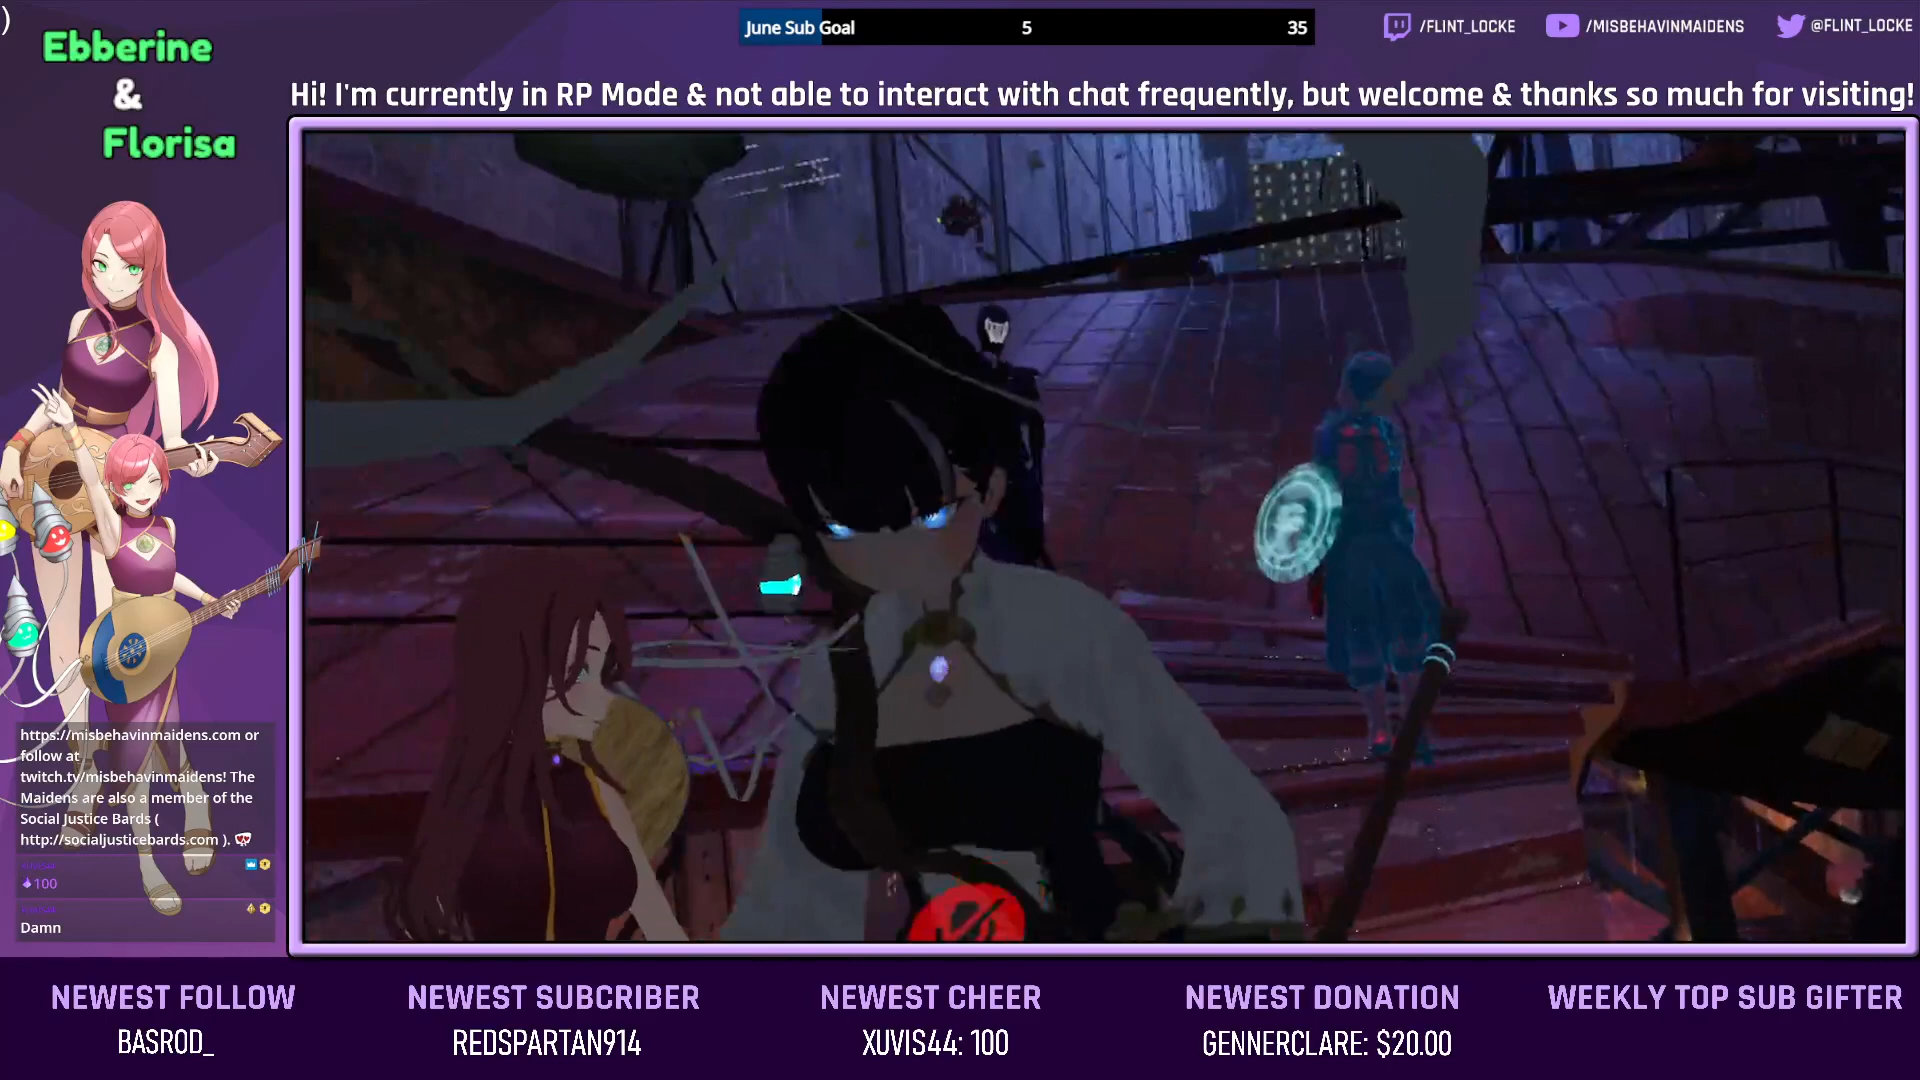 )
Ebberine
&
Florisa
June Sub Goal 5 35
/FLINT_LOCKE
/MISBEHAVINMAIDENS
@FLINT_LOCKE
Hi! I'm currently in RP Mode & not able to interact with chat frequently, but welcome & thanks so much for visiting!
https://misbehavinmaidens.com or
follow at
twitch.tv/misbehavinmaidens! The
Maidens are also a member of the
Social Justice Bards (
http://socialjusticebards.com ).
100
Damn
NEWEST FOLLOW
BASROD_
NEWEST SUBCRIBER
REDSPARTAN914
NEWEST CHEER
XUVIS44: 100
NEWEST DONATION
GENNERCLARE: $20.00
WEEKLY TOP SUB GIFTER